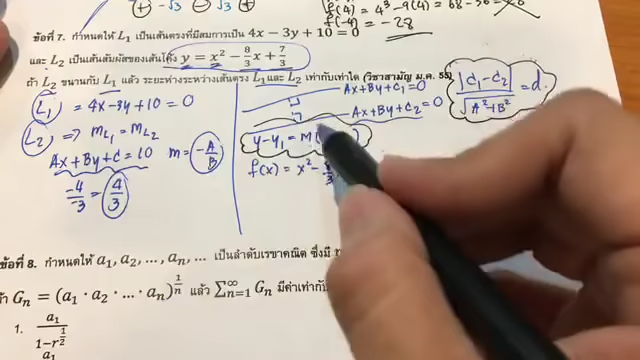 ⊕ -√3 ⊖ √3 ⊕
f(4) = 4³-9(4) =
f(-4) = -28
ข้อที่ 7. กำหนดให้ L₁ เป็นเส้นตรงที่มีสมการเป็น 4x − 3y + 10 = 0
และ L₂ เป็นเส้นสัมผัสของเส้นโค้ง y = x² − 8/3 x + 7/3
ถ้า L₂ ขนานกับ L₁ แล้ว ระยะห่างระหว่างเส้นตรง L₁ และ L₂ เท่ากับเท่าใด (วิชาสามัญ ม.ค. 55)
L₁ = 4x-3y+10 = 0
L₂ ⇒ mL₁ = mL₂
Ax+By+C=10 m = -A/B
-4/-3 = 4/3
Ax+By+C₁=0
Ax+By+C₂=0
|C₁-C₂|/√A²+B² = d
y-y₁ = m(
f(x) = x² -
ข้อที่ 8. กำหนดให้ a₁, a₂, ..., aₙ, ... เป็นลำดับเรขาคณิต ซึ่งมี
Gₙ = (a₁ · a₂ · ... · aₙ)^(1/n) แล้ว ∑ₙ₌₁^∞ Gₙ มีค่าเท่ากับ
1. a₁/1−r^(1/2)
a₁